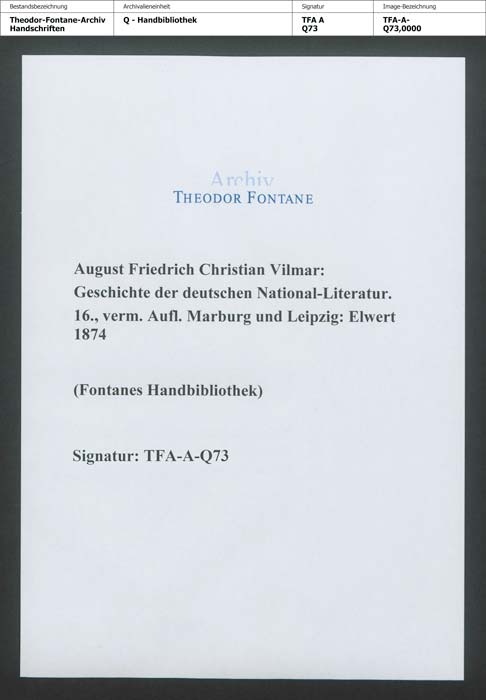 Bestandsbezeichnung Archivalieneinheit Signatur Image-Bezeichnung
Theodor-Fontane-Archiv Q - Handbibliothek TFA A TFA-A-
Handschriften Q73 Q73,0000
Archiv
THEODOR FONTANE
August Friedrich Christian Vilmar:
Geschichte der deutschen National-Literatur.
16., verm. Aufl. Marburg und Leipzig: Elwert
1874
(Fontanes Handbibliothek)
Signatur: TFA-A-Q73